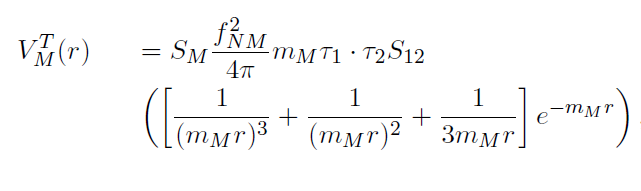 V_M^T(r) = S_M \frac{f_{NM}^2}{4\pi} m_M \tau_1 \cdot \tau_2 S_{12}
\left( \left[ \frac{1}{(m_M r)^3} + \frac{1}{(m_M r)^2} + \frac{1}{3 m_M r} \right] e^{-m_M r} \right)